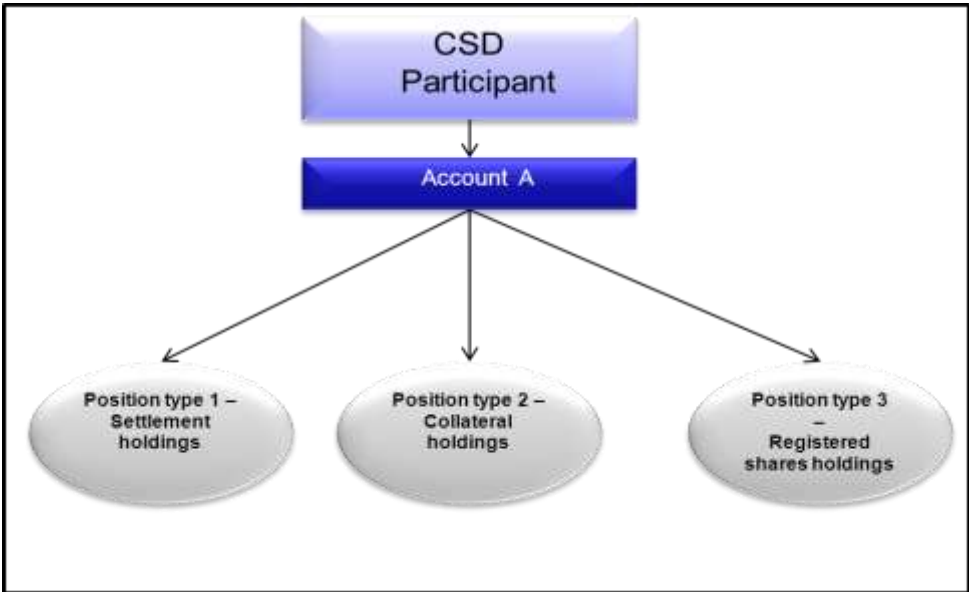 CSD
Participant
Account A
Position type 1 –
Settlement
holdings
Position type 2 –
Collateral
holdings
Position type 3
–
Registered
shares holdings